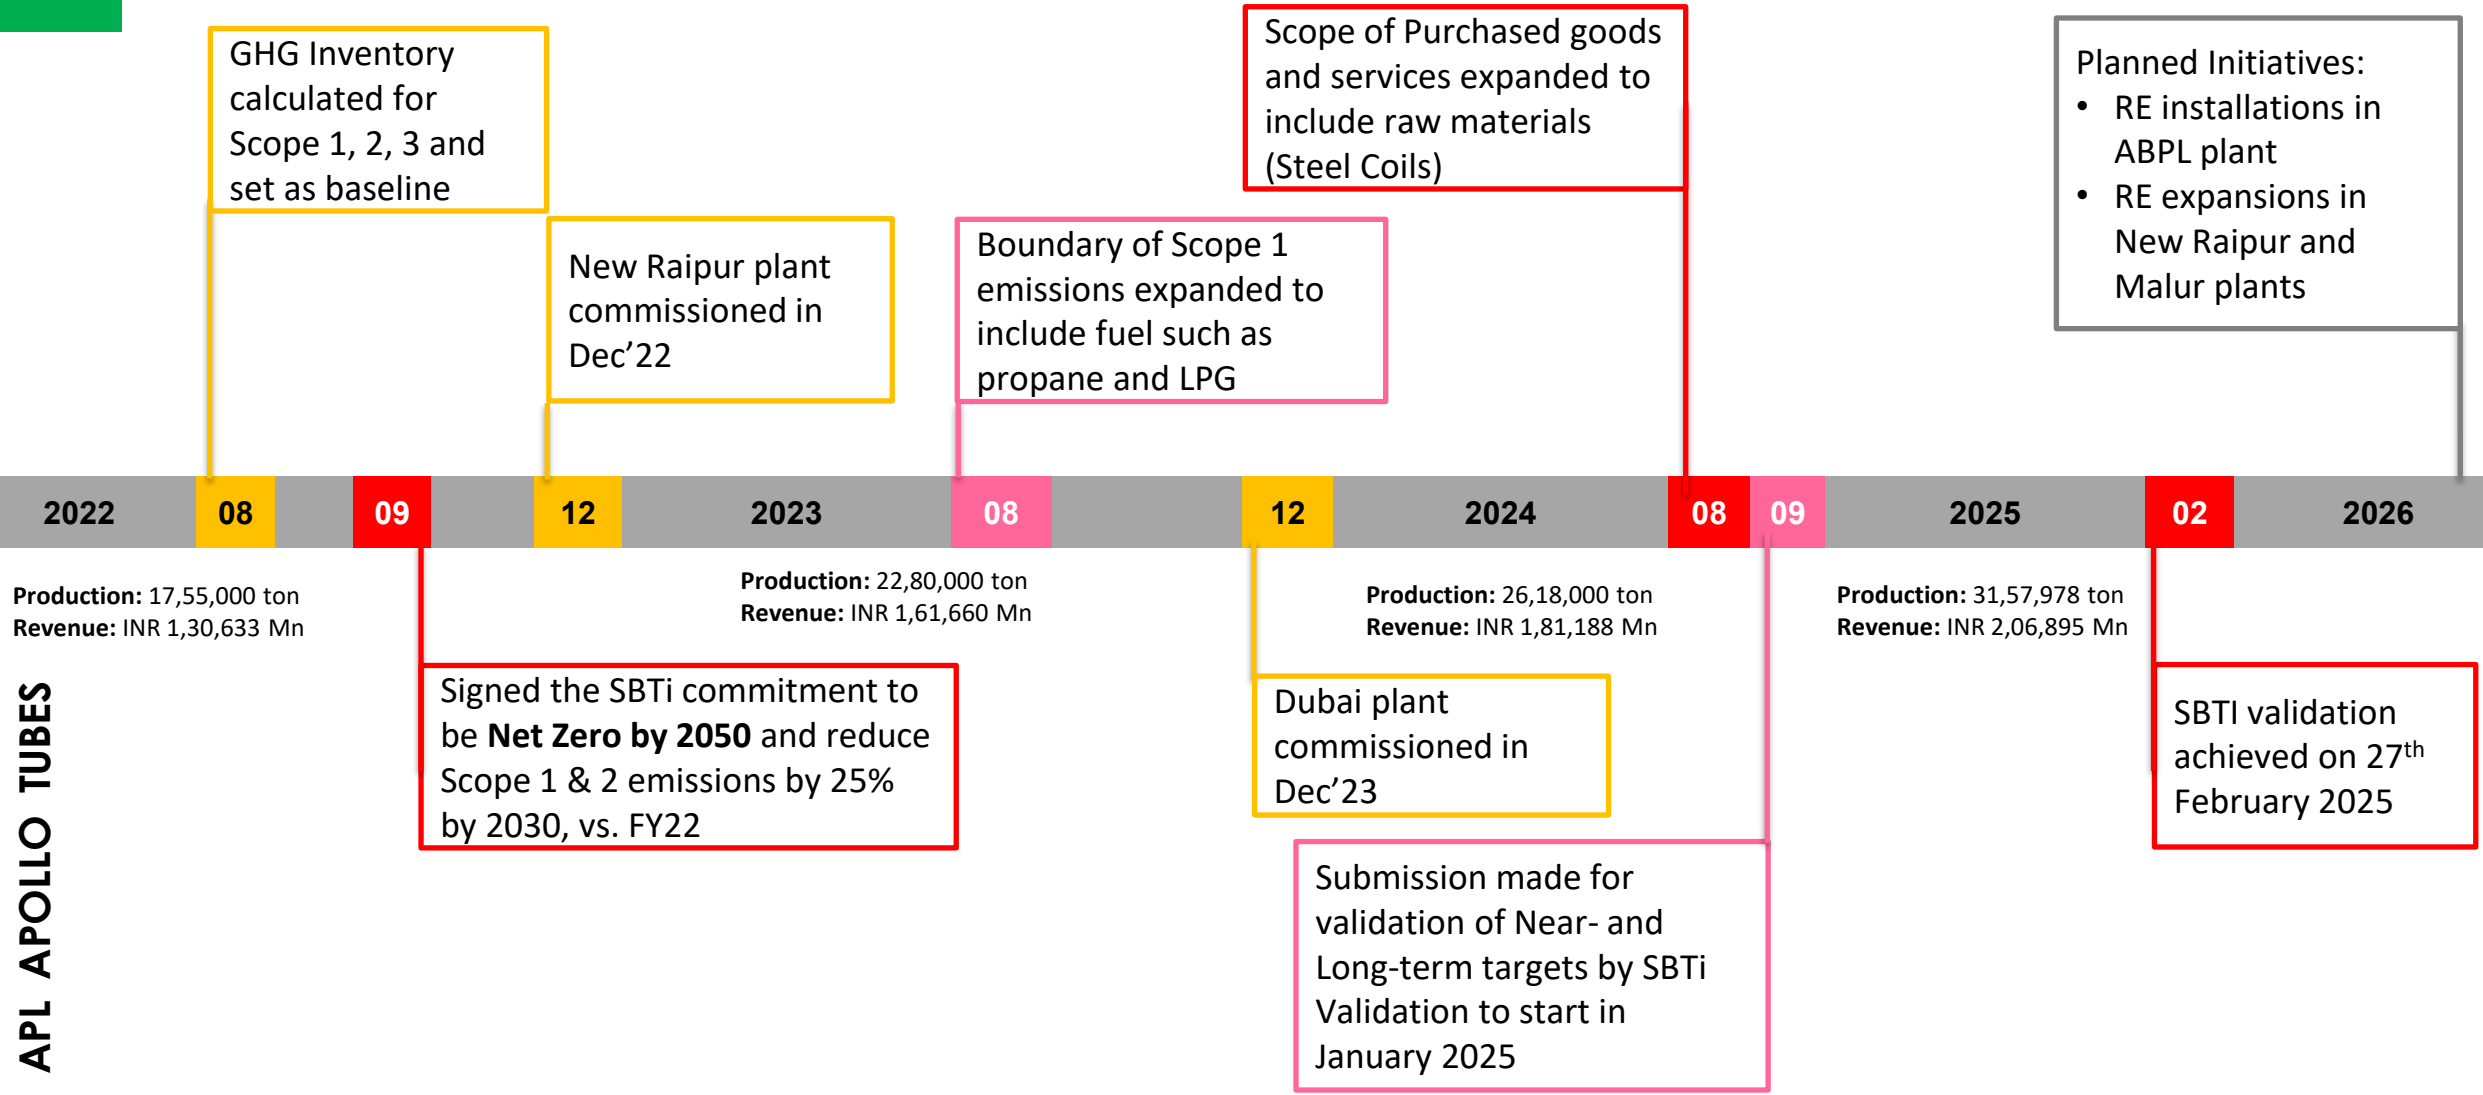 GHG Inventory
calculated for
Scope 1, 2, 3 and
set as baseline
New Raipur plant
commissioned in
Dec’22
Boundary of Scope 1
emissions expanded to
include fuel such as
propane and LPG
Scope of Purchased goods
and services expanded to
include raw materials
(Steel Coils)
Planned Initiatives:
• RE installations in
ABPL plant
• RE expansions in
New Raipur and
Malur plants
2022 08 09 12 2023 08 12 2024 08 09 2025 02 2026
Production: 17,55,000 ton
Revenue: INR 1,30,633 Mn
Production: 22,80,000 ton
Revenue: INR 1,61,660 Mn
Production: 26,18,000 ton
Revenue: INR 1,81,188 Mn
Production: 31,57,978 ton
Revenue: INR 2,06,895 Mn
Signed the SBTi commitment to
be Net Zero by 2050 and reduce
Scope 1 & 2 emissions by 25%
by 2030, vs. FY22
Dubai plant
commissioned in
Dec’23
Submission made for
validation of Near- and
Long-term targets by SBTi
Validation to start in
January 2025
SBTI validation
achieved on 27th
February 2025
APL APOLLO TUBES